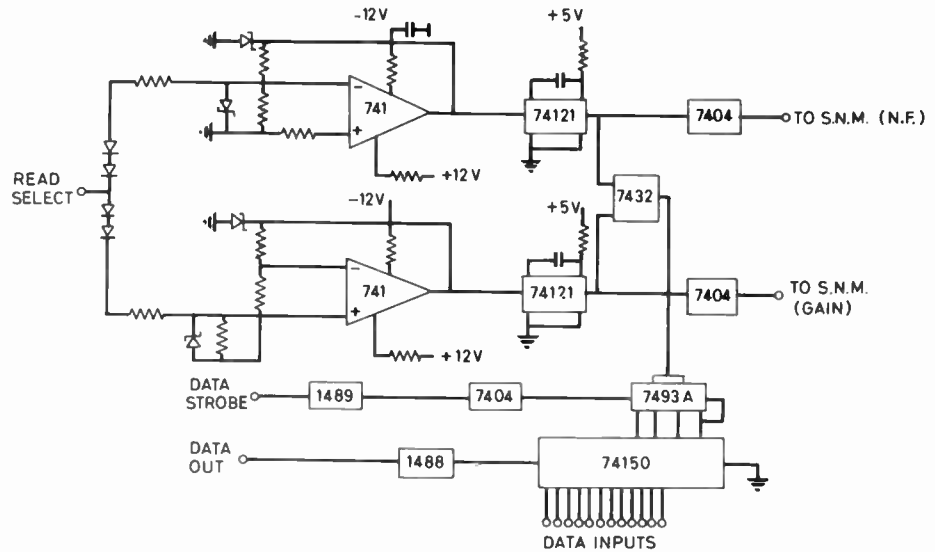 -12V
+5V
-
741
+
74121
7404
TO S.N.M. (N.F.)
+12V
READ
SELECT
7432
-12V
+5V
-
741
+
74121
7404
TO S.N.M.
(GAIN)
+12V
DATA
STROBE
1489
7404
7493A
DATA
OUT
1488
74150
DATA INPUTS